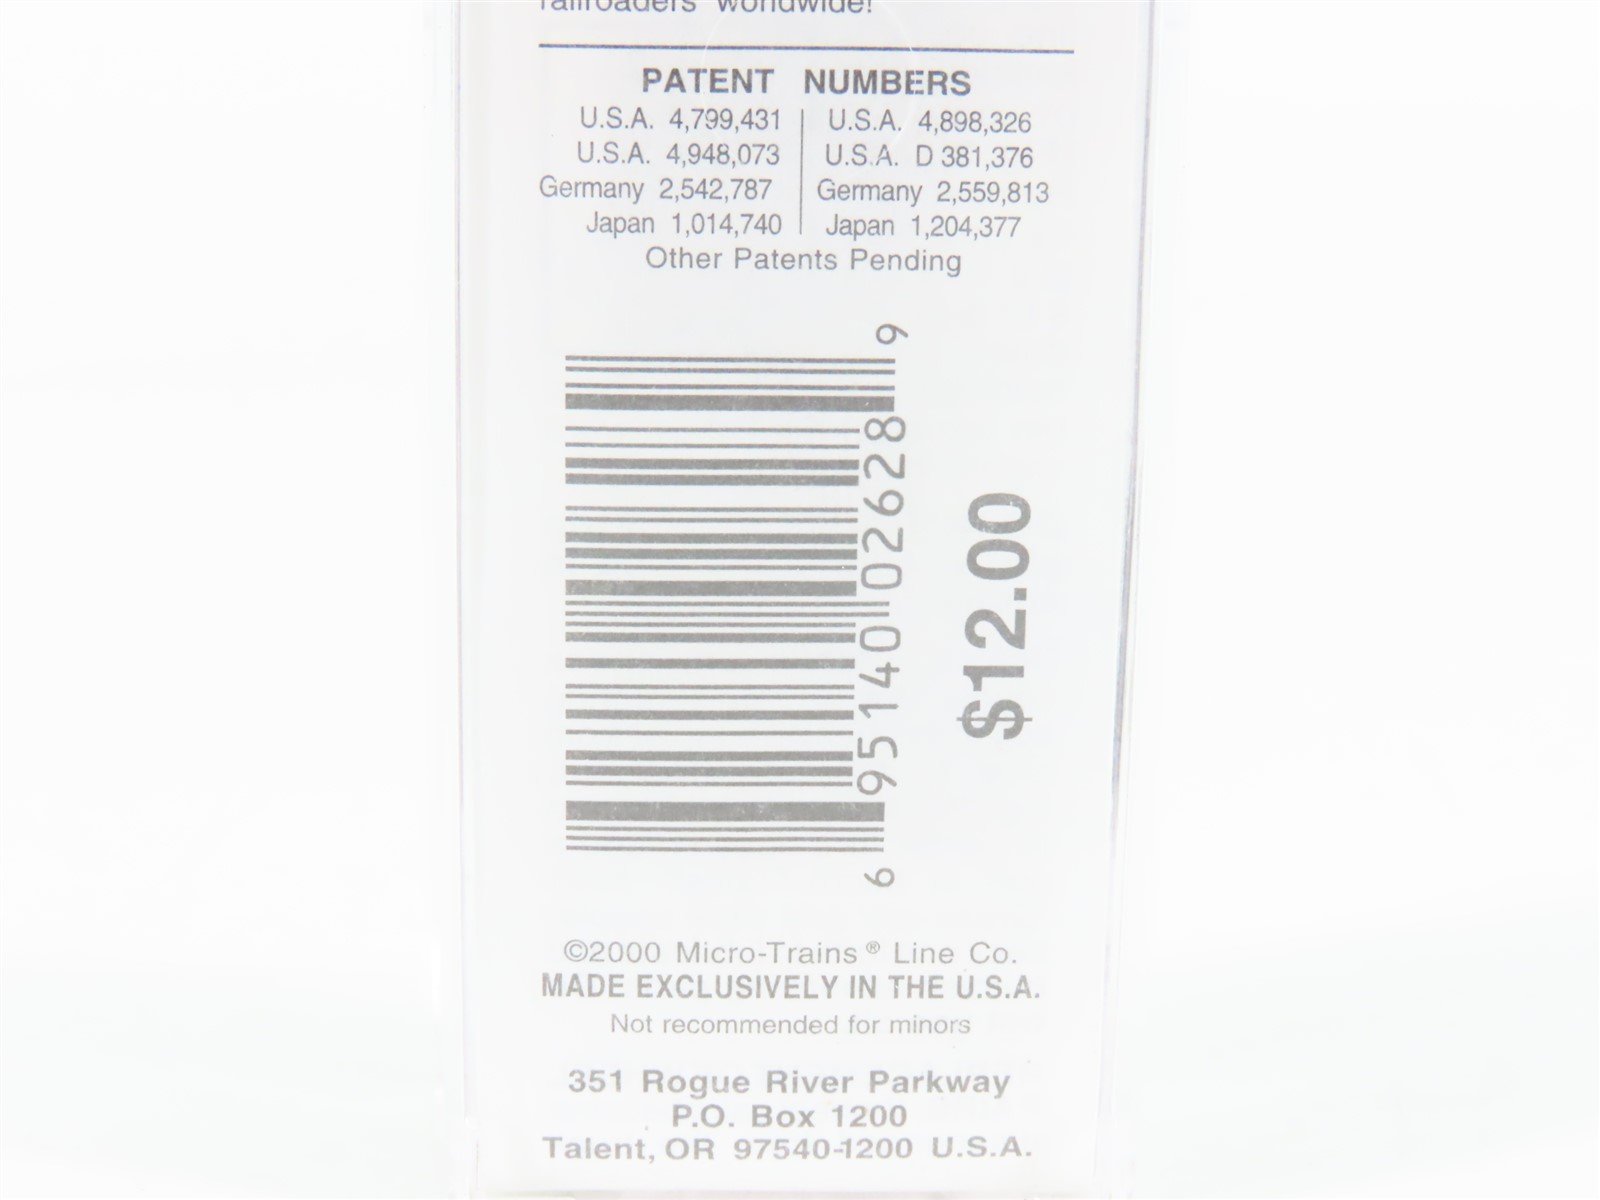 railroaders worldwide!
PATENT NUMBERS
U.S.A. 4,799,431 | U.S.A. 4,898,326
U.S.A. 4,948,073 | U.S.A. D 381,376
Germany 2,542,787 | Germany 2,559,813
Japan 1,014,740 | Japan 1,204,377
Other Patents Pending
6 95140 02628 9
$12.00
©2000 Micro-Trains® Line Co.
MADE EXCLUSIVELY IN THE U.S.A.
Not recommended for minors
351 Rogue River Parkway
P.O. Box 1200
Talent, OR 97540-1200 U.S.A.